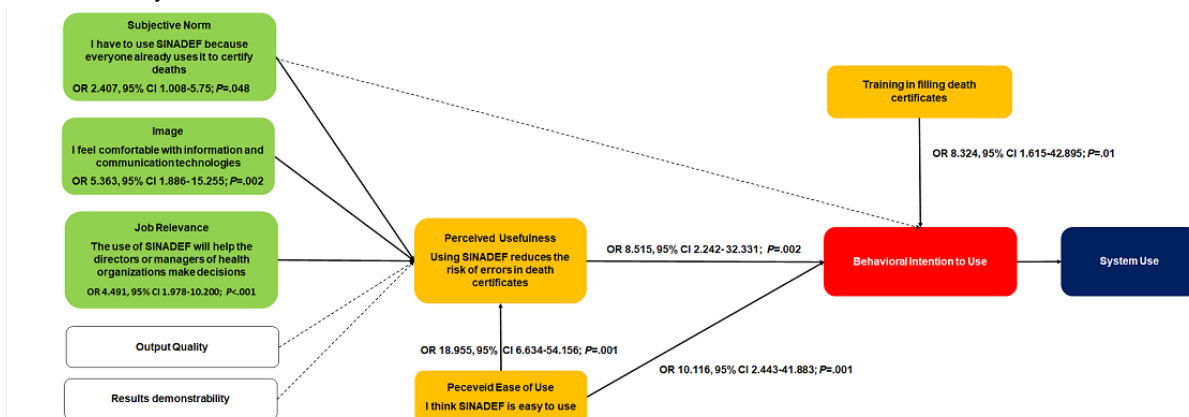 Subjective Norm
I have to use SINADEF because
everyone already uses it to certify
deaths
OR 2.407, 95% CI 1.008-5.75; P=.048
Image
I feel comfortable with information and
communication technologies
OR 5.363, 95% CI 1.886- 15.255; P=.002
Job Relevance
The use of SINADEF will help the
directors or managers of health
organizations make decisions
OR 4.491, 95% CI 1.978-10.200; P<.001
Output Quality
Results demonstrability
Perceived Usefulness
Using SINADEF reduces the
risk of errors in death
certificates
OR 18.955, 95% CI 6.634-54.156; P=.001
Peceveid Ease of Use
I think SINADEF is easy to use
OR 8.515, 95% CI 2.242- 32.331; P=.002
OR 10.116, 95% CI 2.443-41.883; P=.001
Training in filling death
certificates
OR 8.324, 95% CI 1.615-42.895; P=.01
Behavioral Intention to Use
System Use